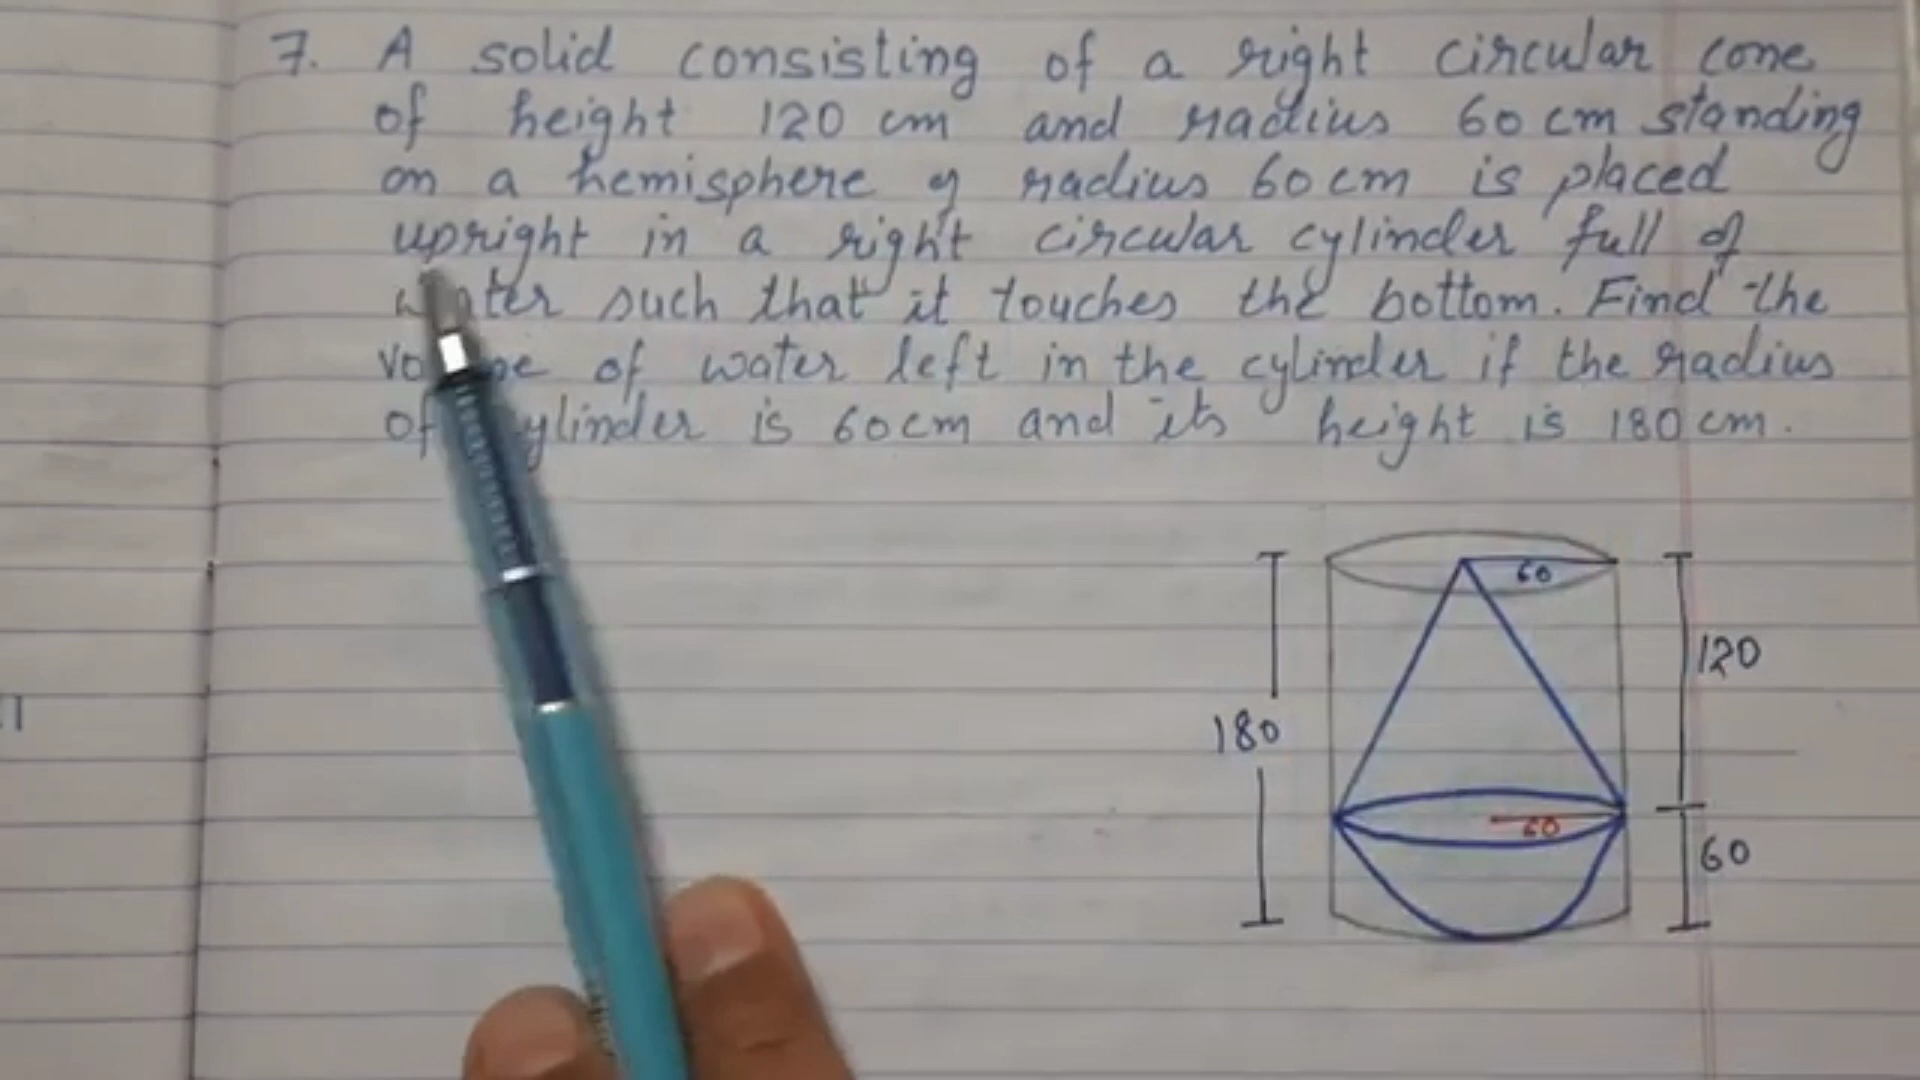 7. A solid consisting of a right circular cone
of height 120 cm and radius 60 cm standing
on a hemisphere of radius 60 cm is placed
upright in a right circular cylinder full of
water such that it touches the bottom. Find the
volume of water left in the cylinder if the radius
of cylinder is 60 cm and its height is 180 cm.
60
120
180
60
60